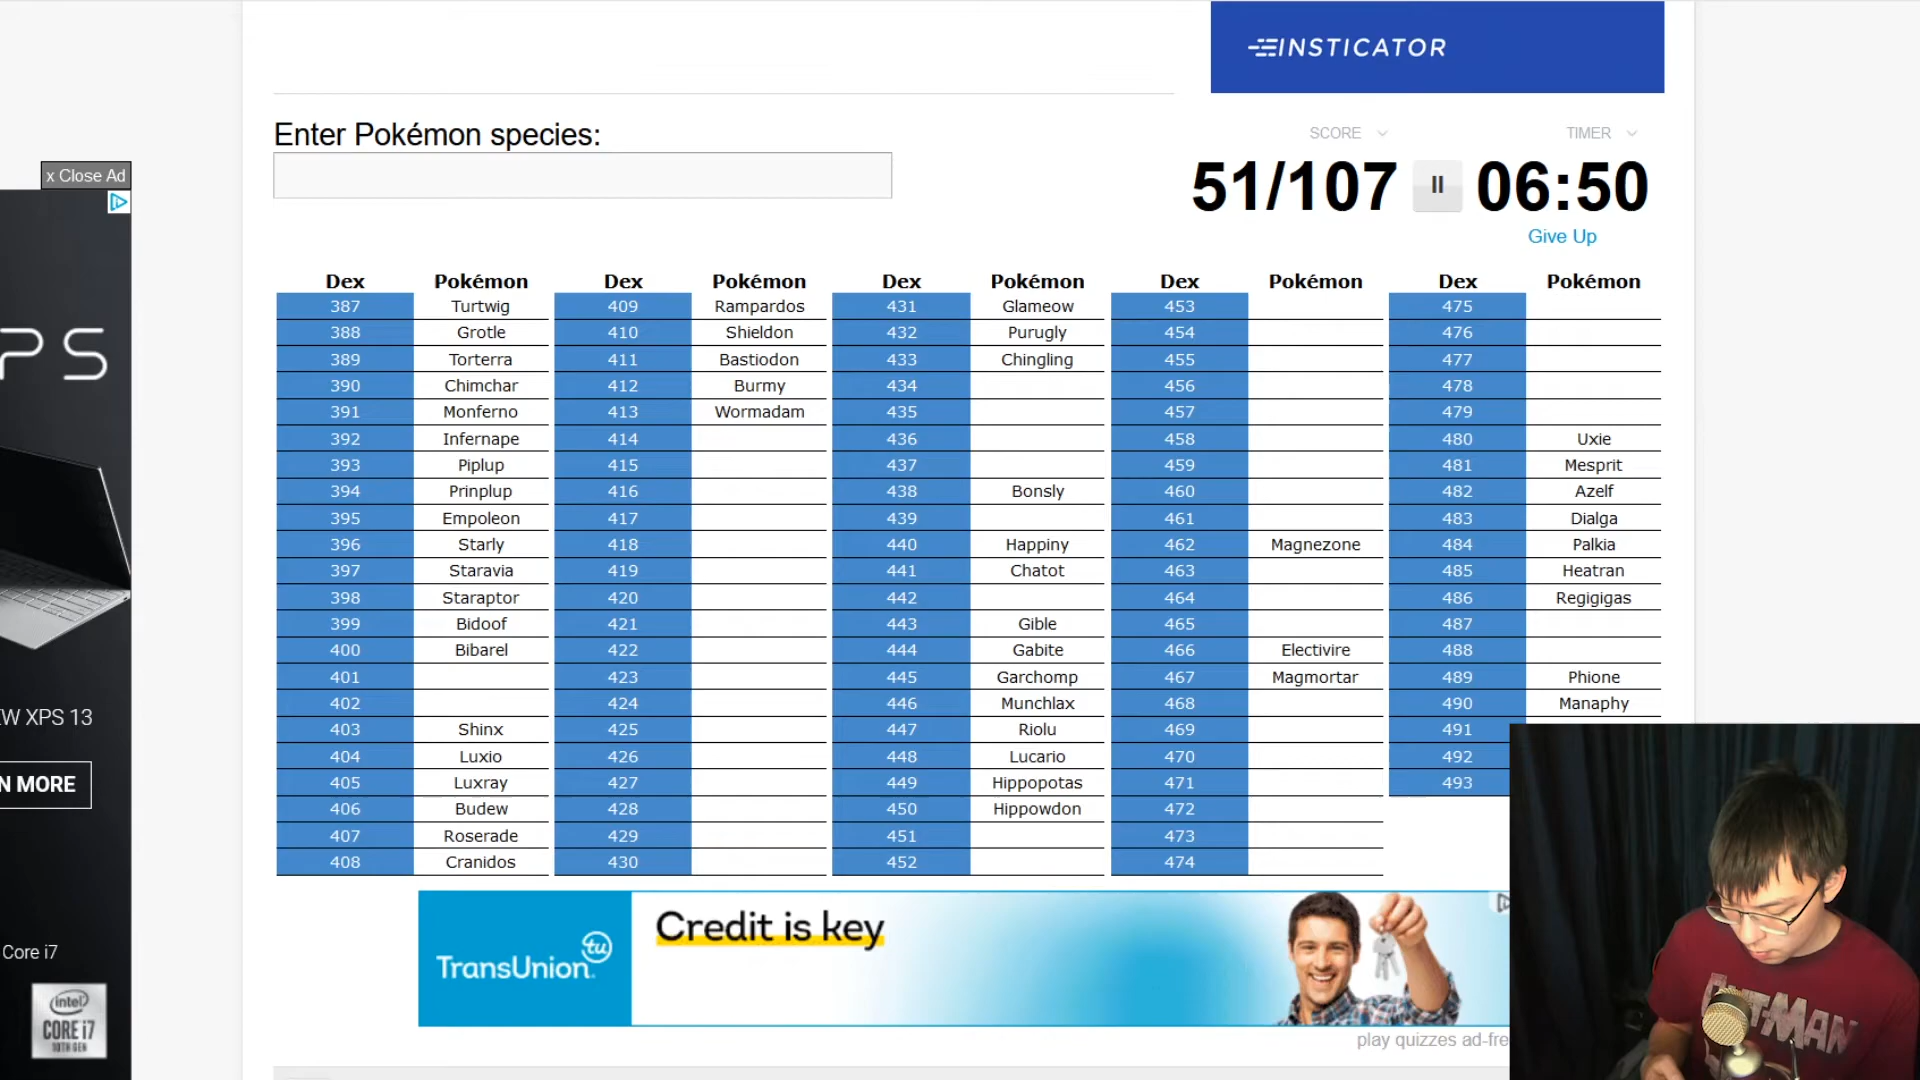 INSTICATOR
Enter Pokémon species:
SCORE
TIMER
51/107
06:50
Give Up
x Close Ad
PS
W XPS 13
N MORE
Core i7
intel
CORE i7
10TH GEN
Dex Pokémon Dex Pokémon Dex Pokémon Dex Pokémon Dex Pokémon
387 Turtwig 409 Rampardos 431 Glameow 453 475
388 Grotle 410 Shieldon 432 Purugly 454 476
389 Torterra 411 Bastiodon 433 Chingling 455 477
390 Chimchar 412 Burmy 434 456 478
391 Monferno 413 Wormadam 435 457 479
392 Infernape 414 436 458 480 Uxie
393 Piplup 415 437 459 481 Mesprit
394 Prinplup 416 438 Bonsly 460 482 Azelf
395 Empoleon 417 439 461 483 Dialga
396 Starly 418 440 Happiny 462 Magnezone 484 Palkia
397 Staravia 419 441 Chatot 463 485 Heatran
398 Staraptor 420 442 464 486 Regigigas
399 Bidoof 421 443 Gible 465 487
400 Bibarel 422 444 Gabite 466 Electivire 488
401 423 445 Garchomp 467 Magmortar 489 Phione
402 424 446 Munchlax 468 490 Manaphy
403 Shinx 425 447 Riolu 469 491
404 Luxio 426 448 Lucario 470 492
405 Luxray 427 449 Hippopotas 471 493
406 Budew 428 450 Hippowdon 472
407 Roserade 429 451 473
408 Cranidos 430 452 474
TransUnion
tu
Credit is key
play quizzes ad-fre